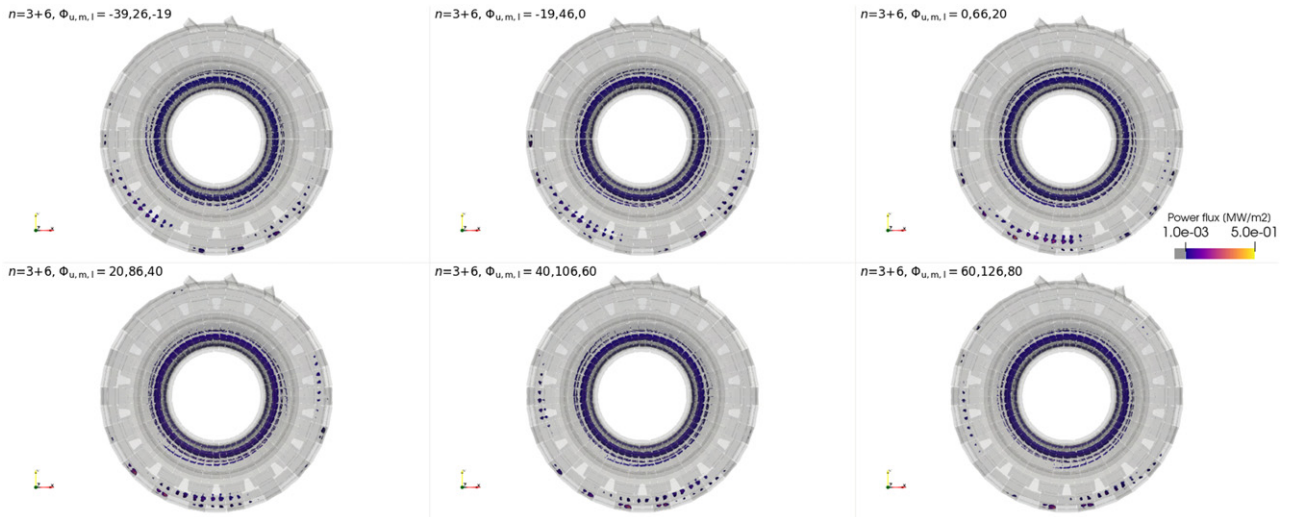 n=3+6, Φu,m,l = -39,26,-19
n=3+6, Φu,m,l = -19,46,0
n=3+6, Φu,m,l = 0,66,20
Power flux (MW/m2)
1.0e-03 5.0e-01
n=3+6, Φu,m,l = 20,86,40
n=3+6, Φu,m,l = 40,106,60
n=3+6, Φu,m,l = 60,126,80